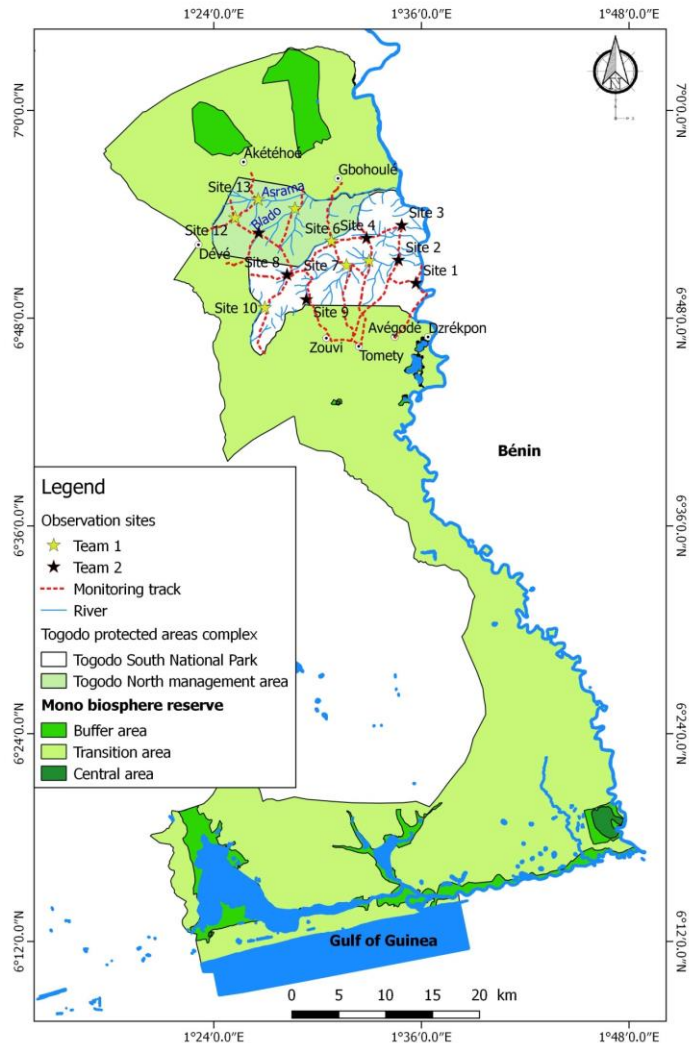 1°24'0.0"E
1°36'0.0"E
1°48'0.0"E
7°0'0.0"N
7°0'0.0"N
N
Akétéhoé
Gbohoulé
Site 13
Asrama
Site 12
Blado
Site 6
Site 4
Site 3
Dévé
Site 8
Site 7
Site 2
Site 1
Site 10
Site 9
6°48'0.0"N
6°48'0.0"N
Zouvi
Tomety
Avégodé
Dzrékpon
Bénin
6°36'0.0"N
6°36'0.0"N
Legend
Observation sites
Team 1
Team 2
Monitoring track
River
Togodo protected areas complex
Togodo South National Park
Togodo North management area
Mono biosphere reserve
Buffer area
Transition area
Central area
6°24'0.0"N
6°24'0.0"N
6°12'0.0"N
6°12'0.0"N
Gulf of Guinea
0 5 10 15 20 km
1°24'0.0"E
1°36'0.0"E
1°48'0.0"E